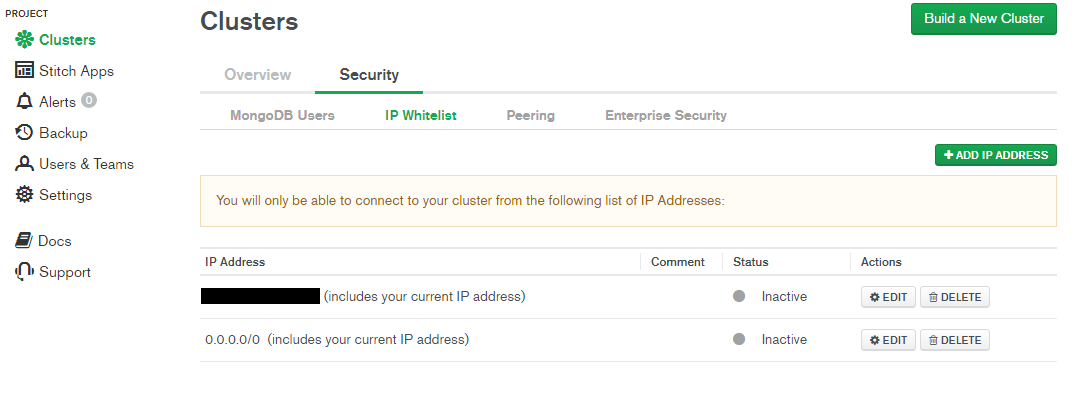 PROJECT
Clusters
Stitch Apps
Alerts 0
Backup
Users & Teams
Settings
Docs
Support
Clusters
Build a New Cluster
Overview Security
MongoDB Users IP Whitelist Peering Enterprise Security
+ ADD IP ADDRESS
You will only be able to connect to your cluster from the following list of IP Addresses:
IP Address Comment Status Actions
(includes your current IP address) Inactive EDIT DELETE
0.0.0.0/0 (includes your current IP address) Inactive EDIT DELETE